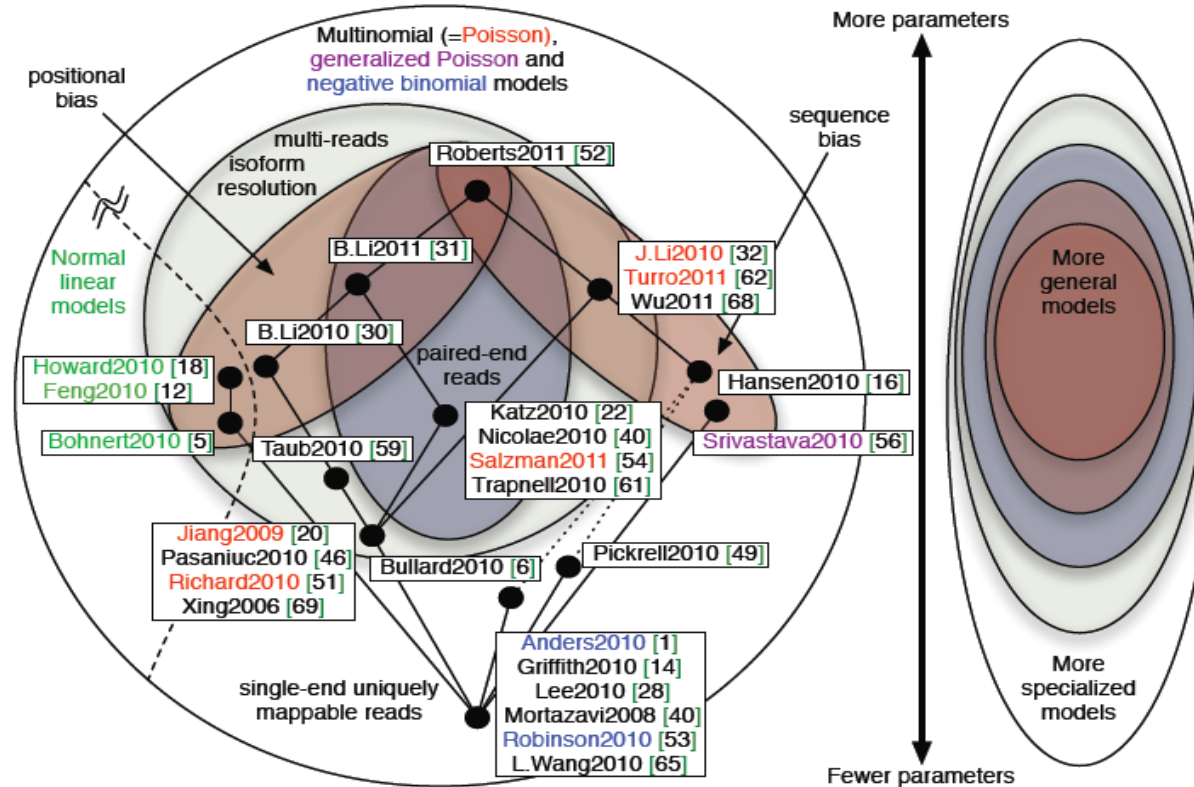 Multinomial (=Poisson),
generalized Poisson and
negative binomial models
positional
bias
multi-reads
isoform
resolution
Roberts2011 [52]
sequence
bias
Normal
linear
models
B.Li2011 [31]
J.Li2010 [32]
Turro2011 [62]
Wu2011 [68]
B.Li2010 [30]
paired-end
reads
Howard2010 [18]
Feng2010 [12]
Hansen2010 [16]
Bohnert2010 [5]
Taub2010 [59]
Katz2010 [22]
Nicolae2010 [40]
Salzman2011 [54]
Trapnell2010 [61]
Srivastava2010 [56]
Jiang2009 [20]
Pasaniuc2010 [46]
Richard2010 [51]
Xing2006 [69]
Bullard2010 [6]
Pickrell2010 [49]
single-end uniquely
mappable reads
Anders2010 [1]
Griffith2010 [14]
Lee2010 [28]
Mortazavi2008 [40]
Robinson2010 [53]
L.Wang2010 [65]
More parameters
Fewer parameters
More
general
models
More
specialized
models